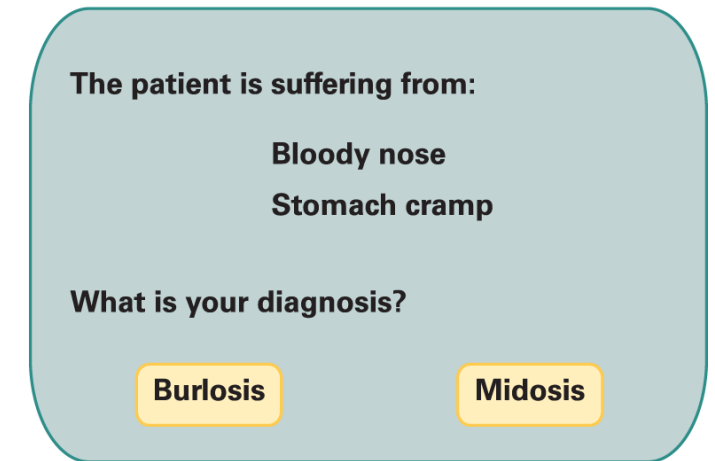 The patient is suffering from:
Bloody nose
Stomach cramp
What is your diagnosis?
Burlosis
Midosis